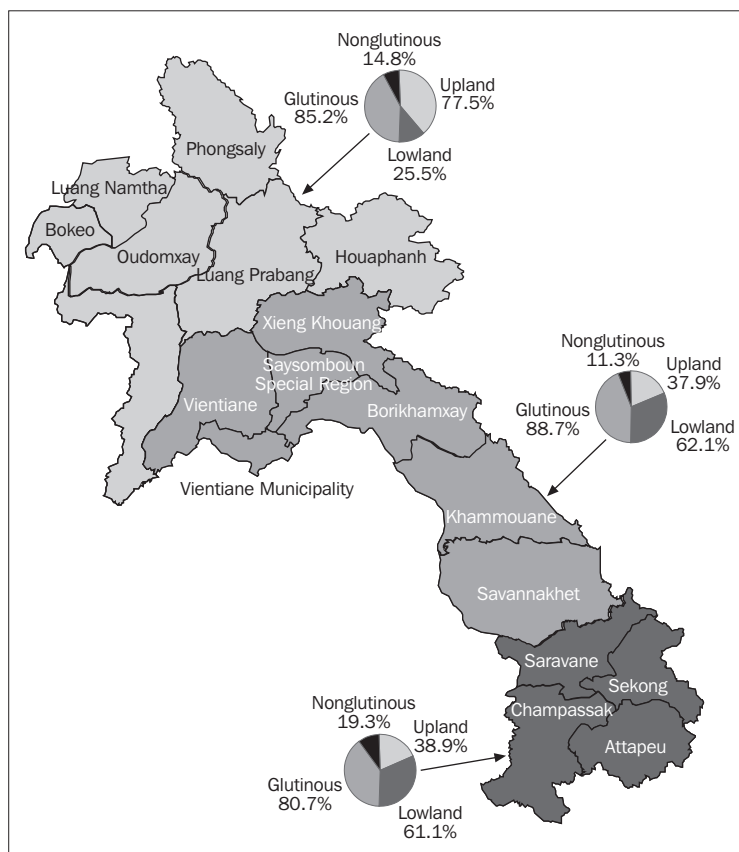 Nonglutinous
14.8%
Glutinous
85.2%
Upland
77.5%
Lowland
25.5%
Phongsaly
Luang Namtha
Bokeo
Oudomxay
Luang Prabang
Houaphanh
Xieng Khouang
Saysomboun
Special Region
Vientiane
Borikhamxay
Vientiane Municipality
Nonglutinous
11.3%
Upland
37.9%
Glutinous
88.7%
Lowland
62.1%
Khammouane
Savannakhet
Saravane
Sekong
Champassak
Attapeu
Nonglutinous
19.3%
Upland
38.9%
Glutinous
80.7%
Lowland
61.1%